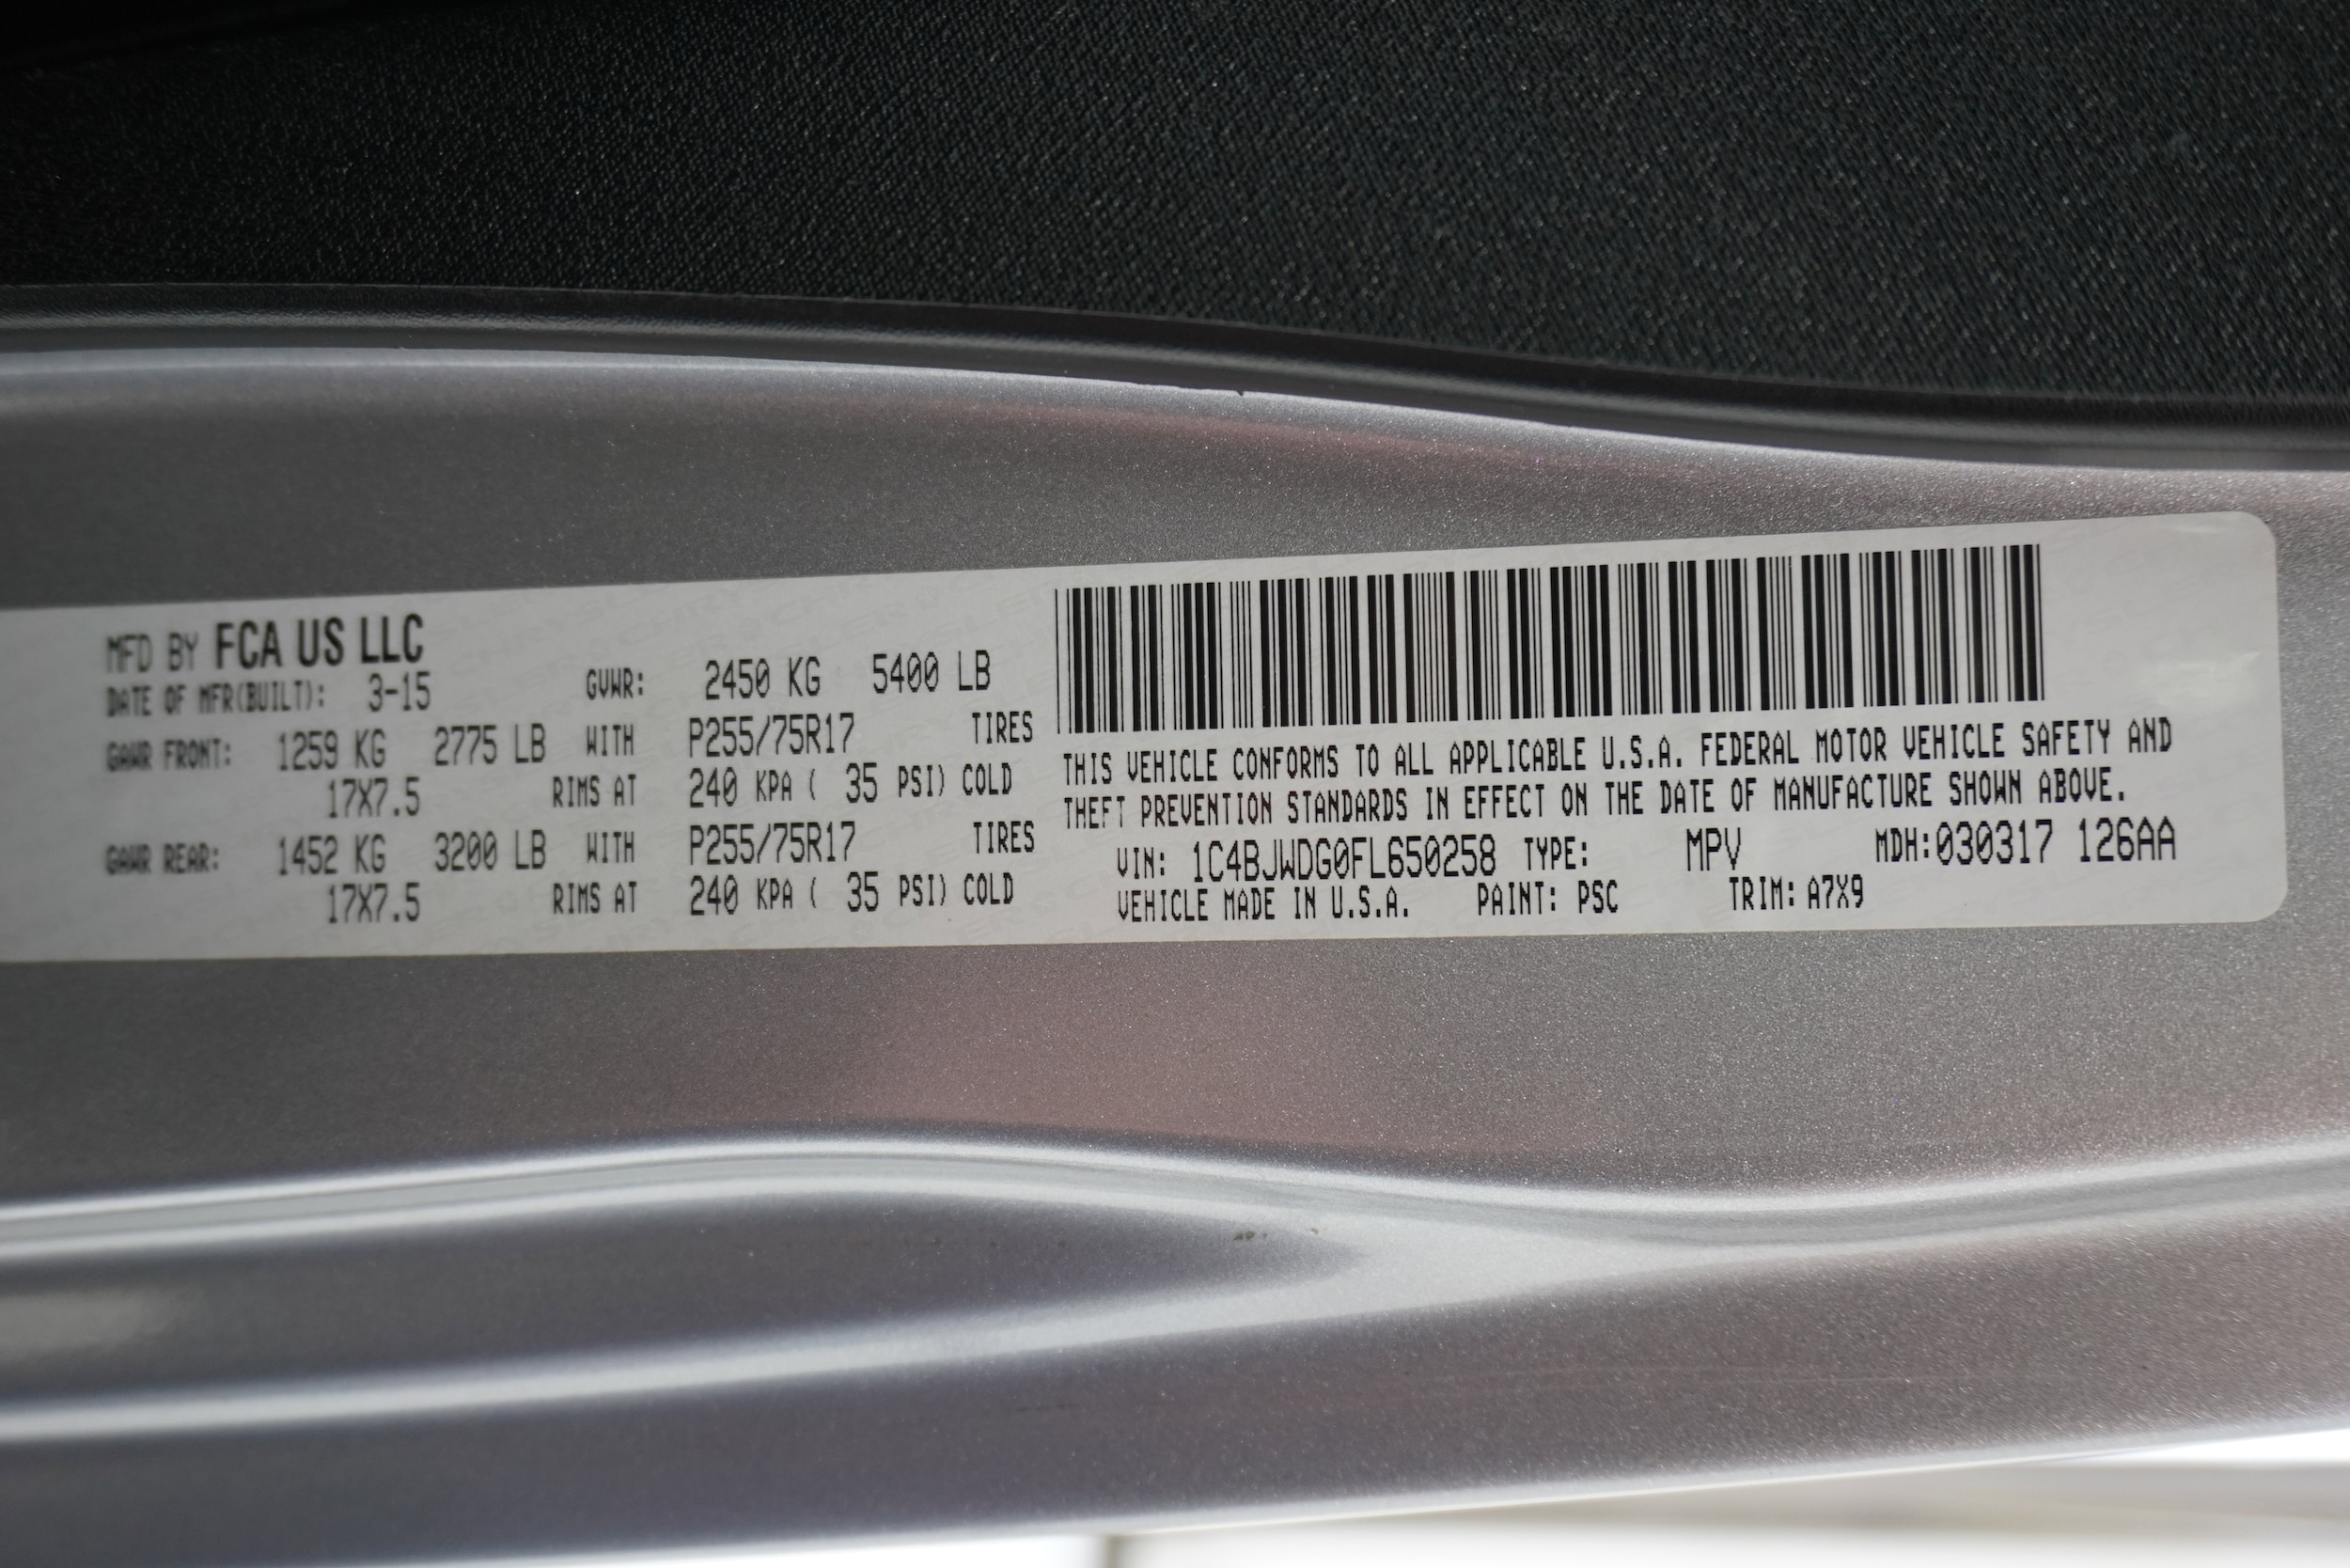 MFD BY FCA US LLC
DATE OF MFR(BUILT): 3-15 GVWR: 2450 KG 5400 LB
GAWR FRONT: 1259 KG 2775 LB WITH P255/75R17 TIRES
17X7.5 RIMS AT 240 KPA ( 35 PSI) COLD
GAWR REAR: 1452 KG 3200 LB WITH P255/75R17 TIRES
17X7.5 RIMS AT 240 KPA ( 35 PSI) COLD
THIS VEHICLE CONFORMS TO ALL APPLICABLE U.S.A. FEDERAL MOTOR VEHICLE SAFETY AND
THEFT PREVENTION STANDARDS IN EFFECT ON THE DATE OF MANUFACTURE SHOWN ABOVE.
VIN: 1C4BJWDG0FL650258 TYPE: MPV MDH:030317 126AA
VEHICLE MADE IN U.S.A. PAINT: PSC TRIM: A7X9